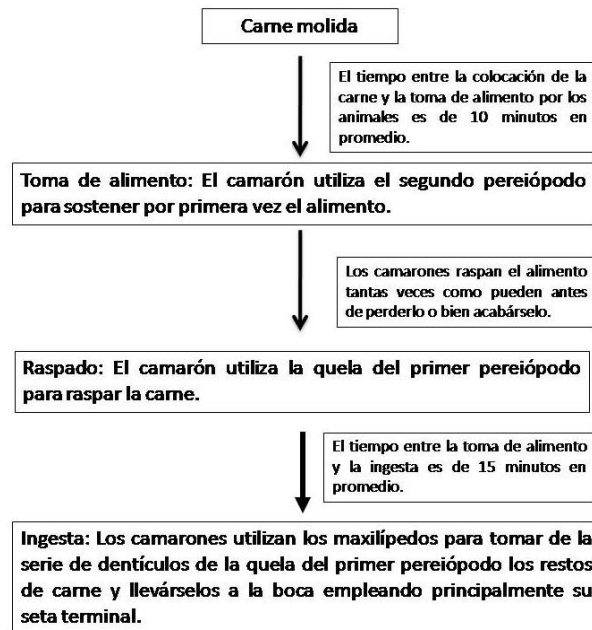 Carne molida
El tiempo entre la colocación de la
carne y la toma de alimento por los
animales es de 10 minutos en
promedio.
Toma de alimento: El camarón utiliza el segundo pereiópodo
para sostener por primera vez el alimento.
Los camarones raspan el alimento
tantas veces como pueden antes
de perderlo o bien acabárselo.
Raspado: El camarón utiliza la quela del primer pereiópodo
para raspar la carne.
El tiempo entre la toma de alimento
y la ingesta es de 15 minutos en
promedio.
Ingesta: Los camarones utilizan los maxilípedos para tomar de la
serie de dentículos de la quela del primer pereiópodo los restos
de carne y llevárselos a la boca empleando principalmente su
seta terminal.